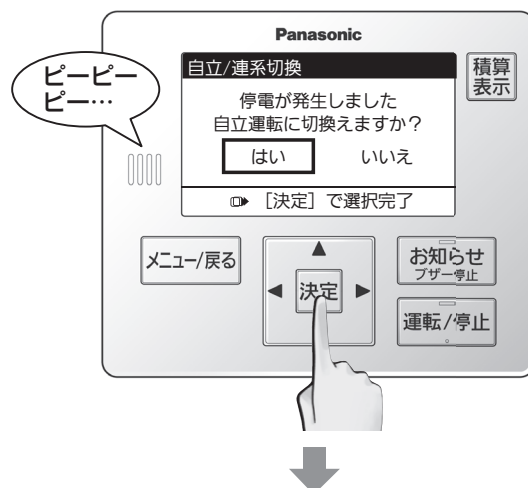 Panasonic
ピーピー
ピー…
自立/連系切換
積算
表示
停電が発生しました
自立運転に切換えますか？
はい いいえ
［決定］で選択完了
メニュー/戻る
お知らせ
ブザー停止
決定
運転/停止